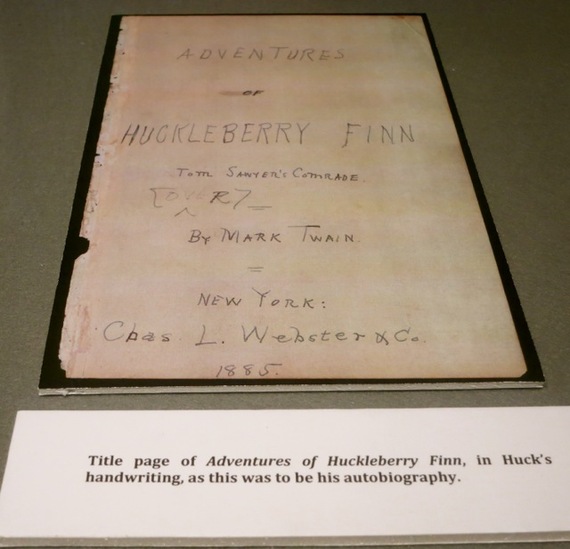 ADVENTURES
OF
HUCKLEBERRY FINN
TOM SAWYER'S COMRADE.
[OVER]
BY MARK TWAIN.
NEW YORK:
Chas. L. Webster & Co.
1885.
Title page of Adventures of Huckleberry Finn, in Huck's
handwriting, as this was to be his autobiography.